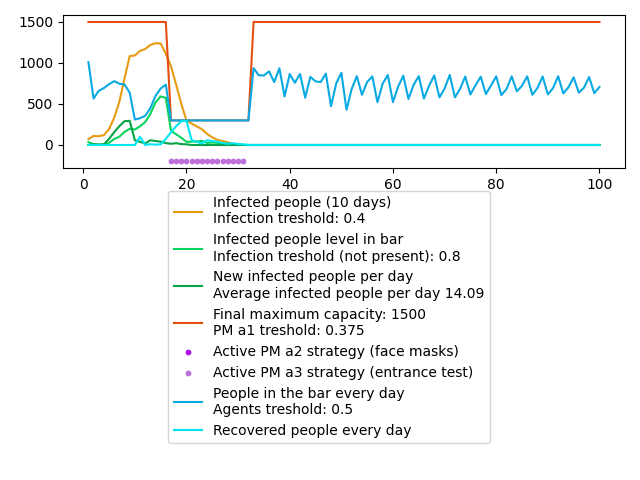 1500
1000
500
0
0
20
40
60
80
100
Infected people (10 days)
Infection treshold: 0.4
Infected people level in bar
Infection treshold (not present): 0.8
New infected people per day
Average infected people per day 14.09
Final maximum capacity: 1500
PM a1 treshold: 0.375
Active PM a2 strategy (face masks)
Active PM a3 strategy (entrance test)
People in the bar every day
Agents treshold: 0.5
Recovered people every day